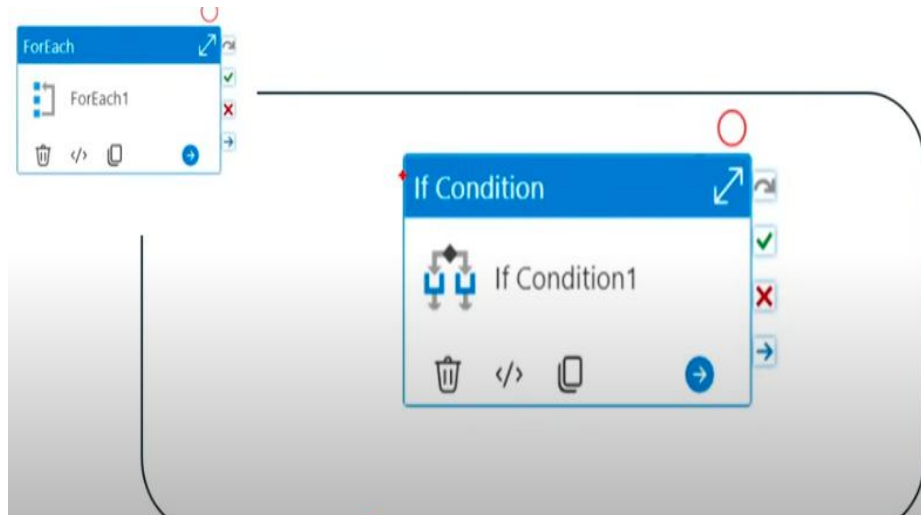 ForEach
ForEach1
</>
If Condition
If Condition1
</>